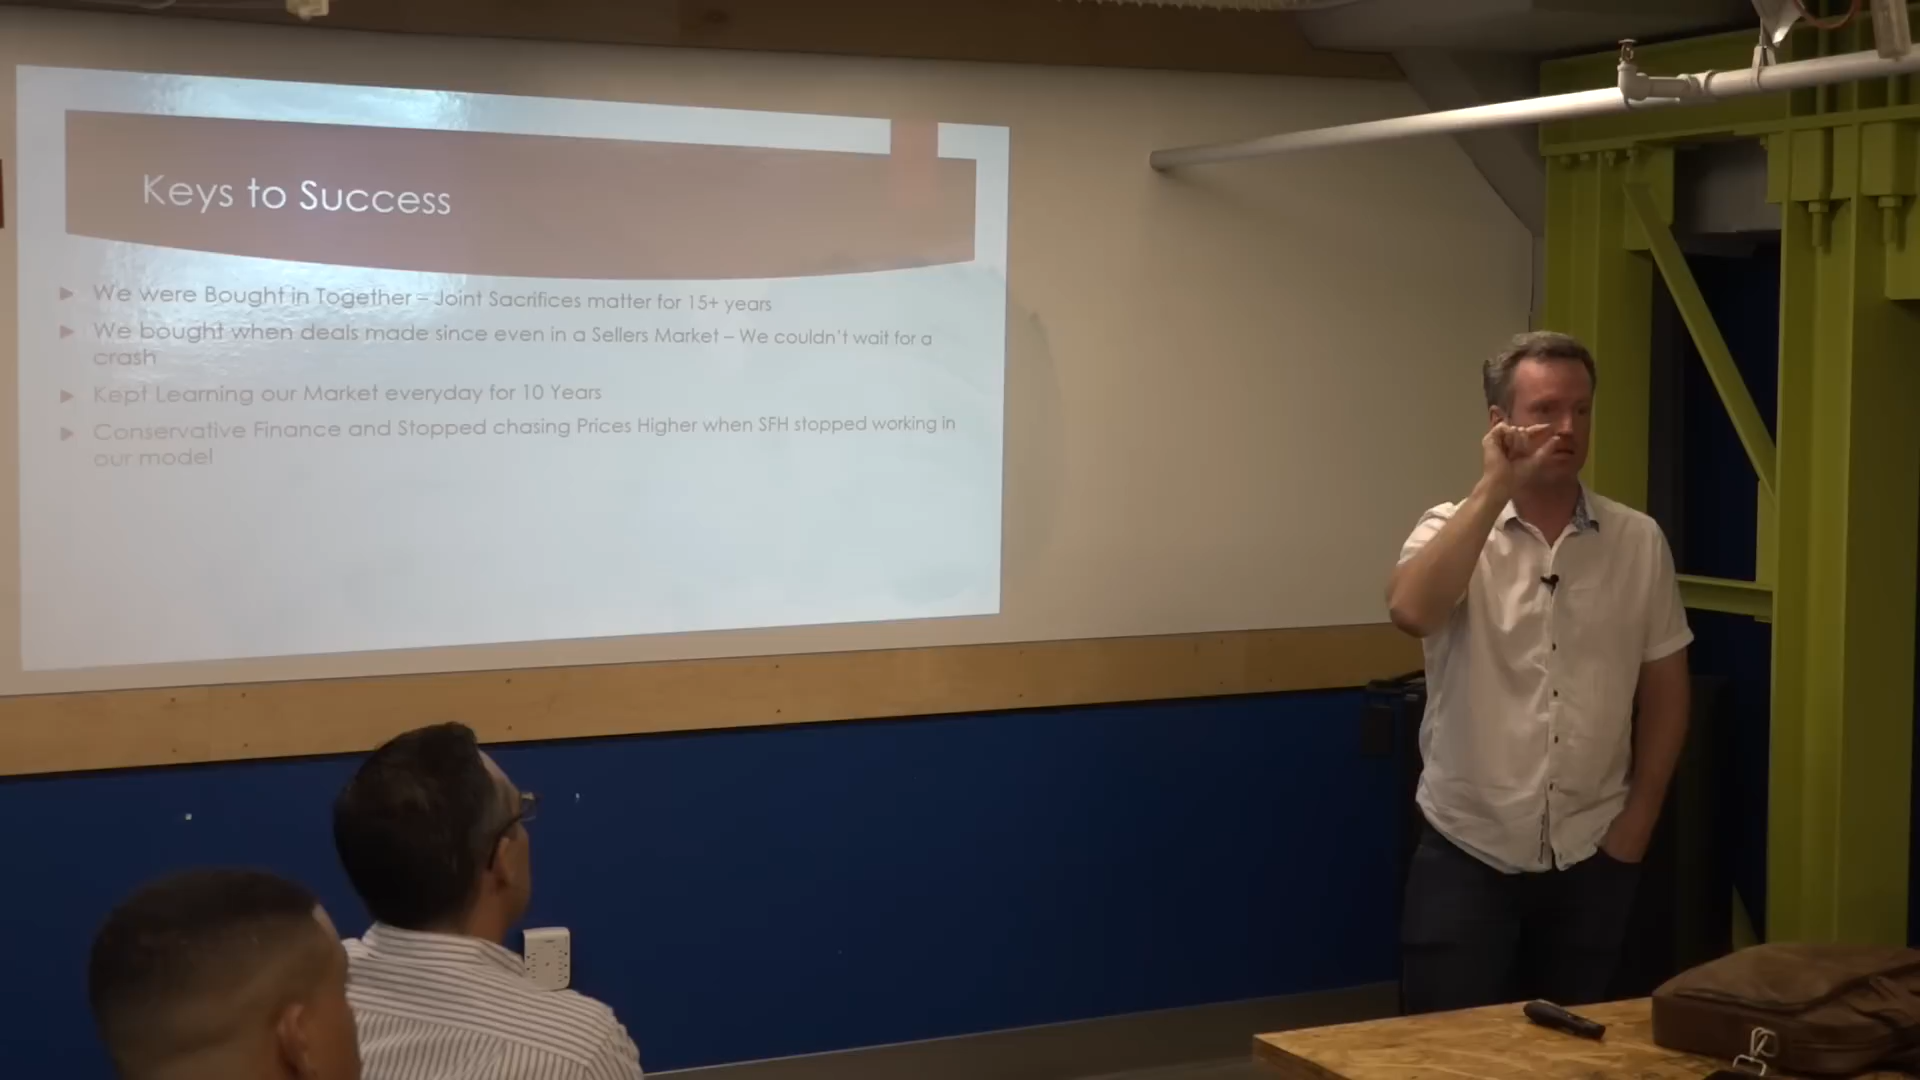 Keys to Success
We were Bought in Together – Joint Sacrifices matter for 15+ years
We bought when deals made since even in a Sellers Market – We couldn't wait for a
crash
Kept Learning our Market everyday for 10 Years
Conservative Finance and Stopped chasing Prices Higher when SFH stopped working in
our model